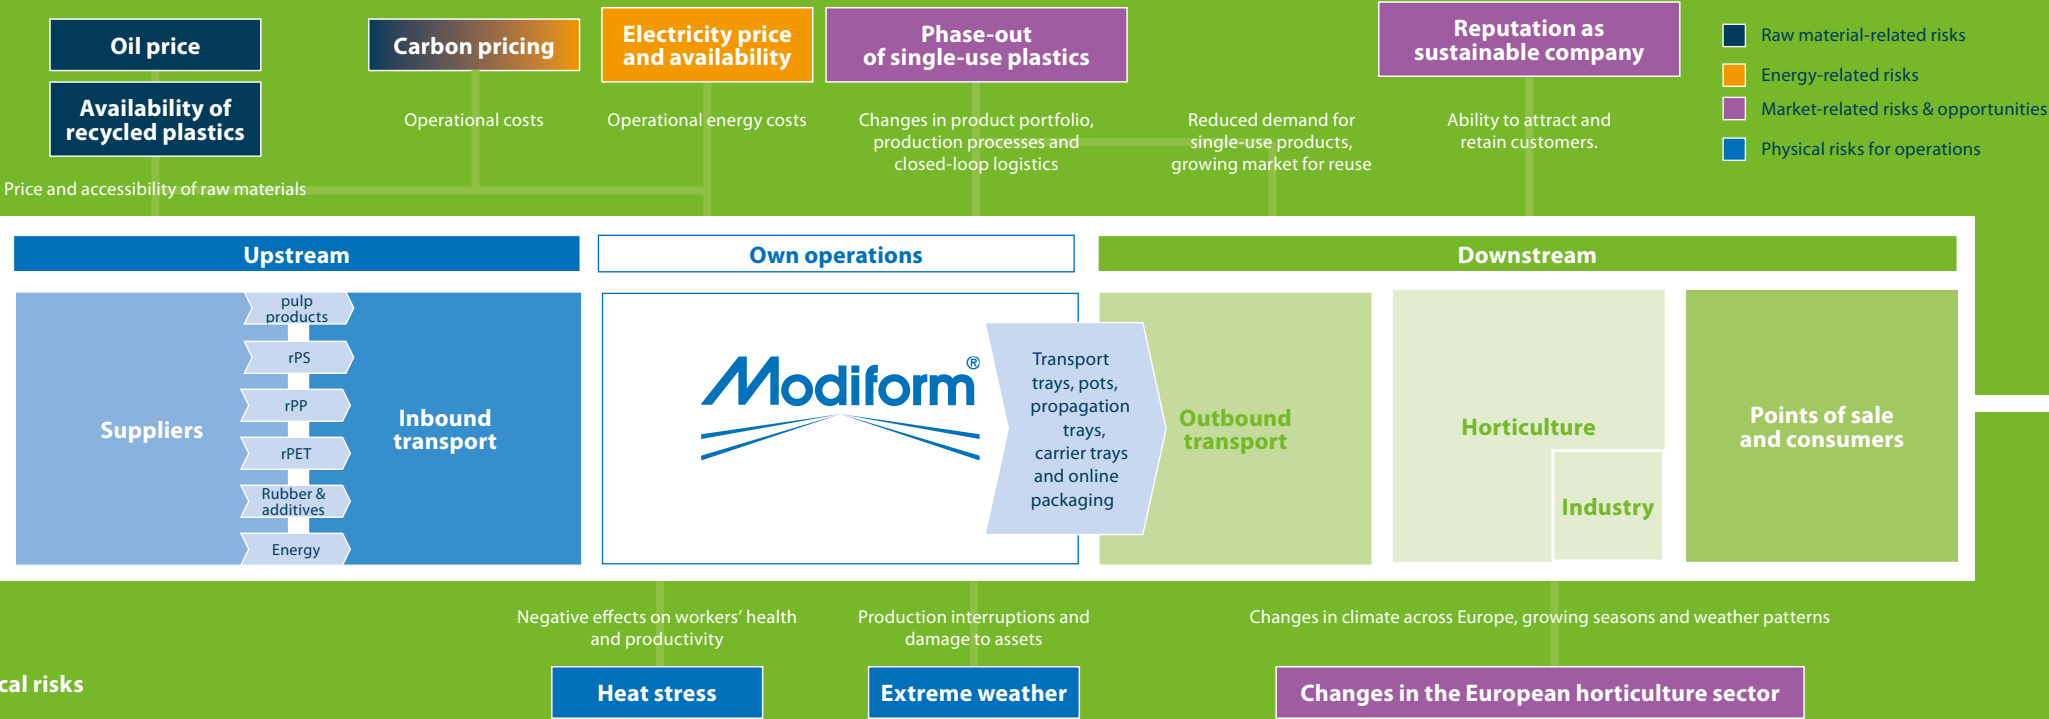 Oil price
Availability of
recycled plastics
Price and accessibility of raw materials
Carbon pricing
Operational costs
Electricity price
and availability
Operational energy costs
Phase-out
of single-use plastics
Changes in product portfolio,
production processes and
closed-loop logistics
Reduced demand for
single-use products,
growing market for reuse
Reputation as
sustainable company
Ability to attract and
retain customers.
Raw material-related risks
Energy-related risks
Market-related risks & opportunities
Physical risks for operations
Upstream
Own operations
Downstream
Suppliers
pulp
products
rPS
rPP
rPET
Rubber &
additives
Energy
Inbound
transport
Modiform®
Transport
trays, pots,
propagation
trays,
carrier trays
and online
packaging
Outbound
transport
Horticulture
Industry
Points of sale
and consumers
Negative effects on workers’ health
and productivity
Production interruptions and
damage to assets
Changes in climate across Europe, growing seasons and weather patterns
cal risks
Heat stress
Extreme weather
Changes in the European horticulture sector